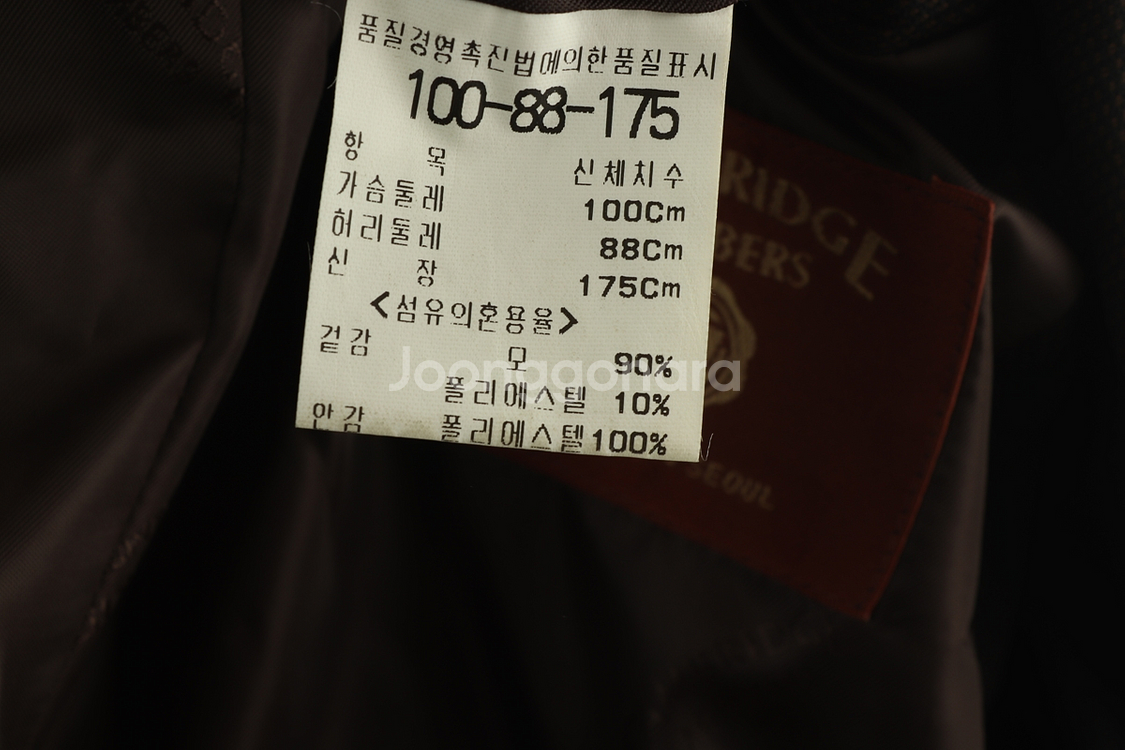 품질경영촉진법에의한품질표시
100-88-175
항 목 신체치수
가슴둘레 100Cm
허리둘레 88Cm
신 장 175Cm
<섬유의혼용율>
겉감 모 90%
폴리에스텔 10%
안감 폴리에스텔 100%
Joonggonara
RIDGE
BERS
SEOUL